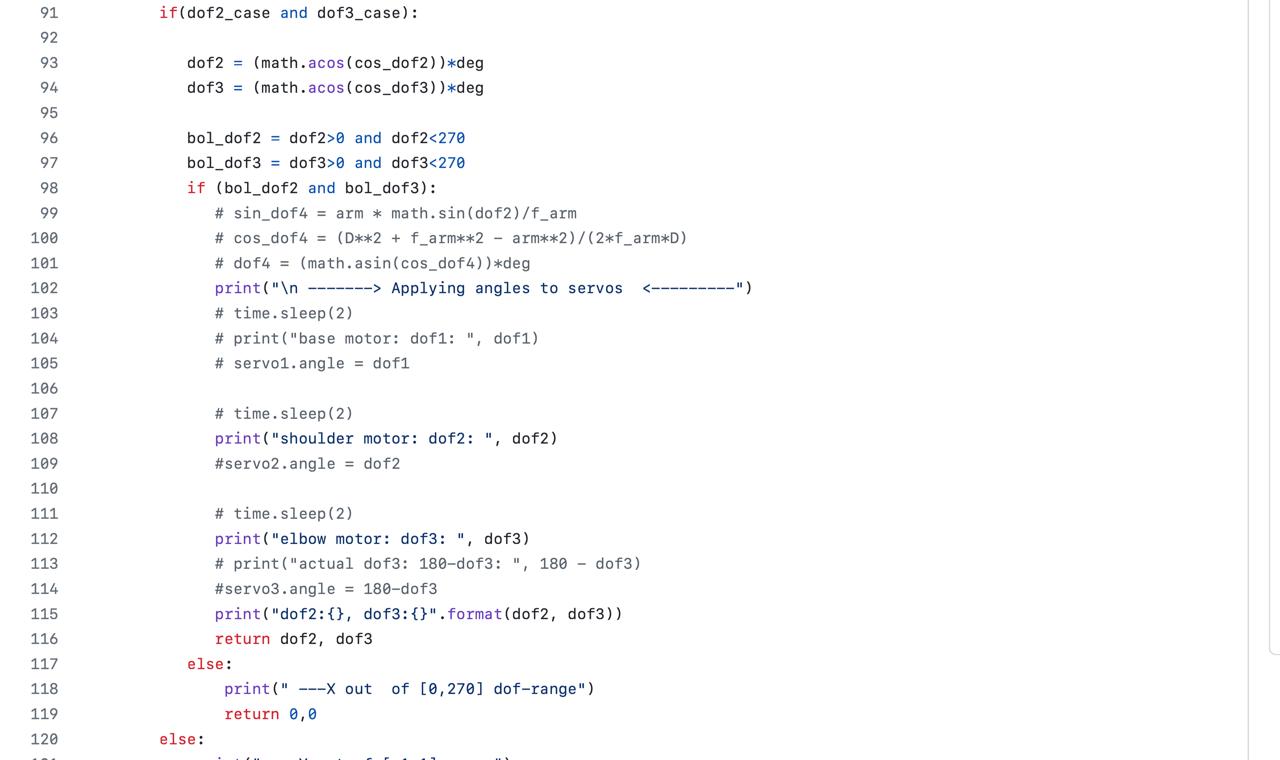 91 if(dof2_case and dof3_case):
92
93 dof2 = (math.acos(cos_dof2))*deg
94 dof3 = (math.acos(cos_dof3))*deg
95
96 bol_dof2 = dof2>0 and dof2<270
97 bol_dof3 = dof3>0 and dof3<270
98 if (bol_dof2 and bol_dof3):
99 # sin_dof4 = arm * math.sin(dof2)/f_arm
100 # cos_dof4 = (D**2 + f_arm**2 - arm**2)/(2*f_arm*D)
101 # dof4 = (math.asin(cos_dof4))*deg
102 print("\n -------> Applying angles to servos  <---------")
103 # time.sleep(2)
104 # print("base motor: dof1: ", dof1)
105 # servo1.angle = dof1
106
107 # time.sleep(2)
108 print("shoulder motor: dof2: ", dof2)
109 #servo2.angle = dof2
110
111 # time.sleep(2)
112 print("elbow motor: dof3: ", dof3)
113 # print("actual dof3: 180-dof3: ", 180 - dof3)
114 #servo3.angle = 180-dof3
115 print("dof2:{}, dof3:{}".format(dof2, dof3))
116 return dof2, dof3
117 else:
118 print(" ---X out  of [0,270] dof-range")
119 return 0,0
120 else: